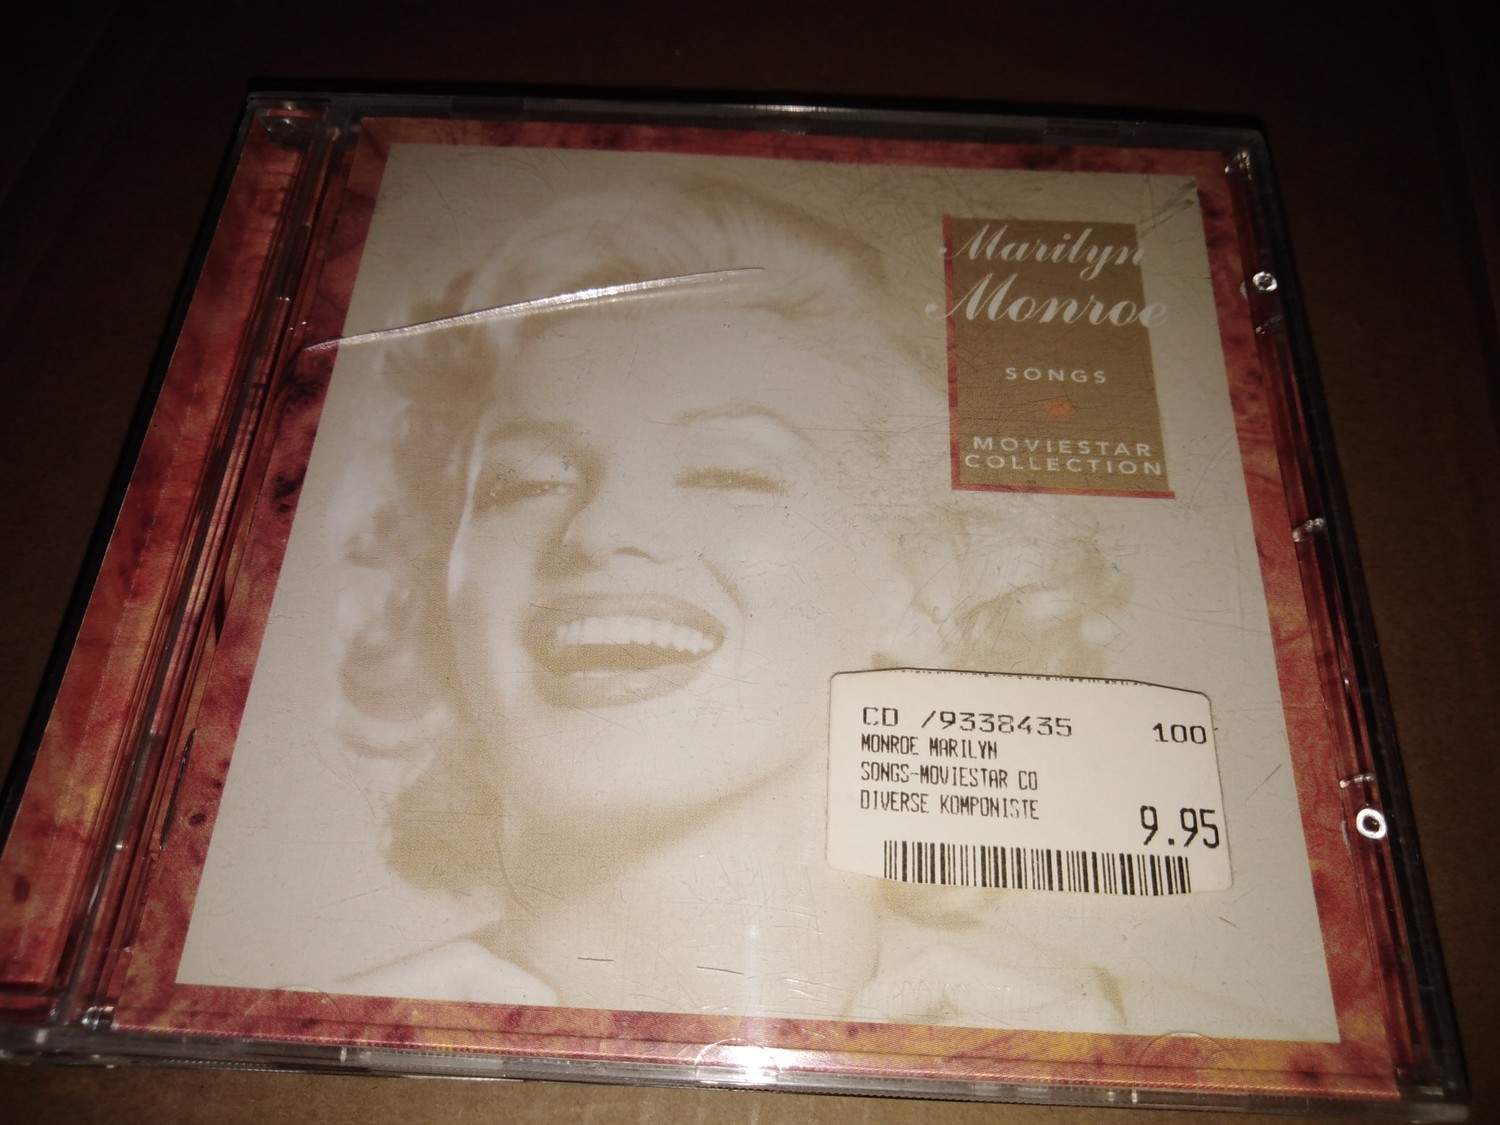 Marilyn
Monroe
SONGS
MOVIESTAR
COLLECTION
CD /9338435 100
MONROE MARILYN
SONGS-MOVIESTAR CO
DIVERSE KOMPONISTE
9.95